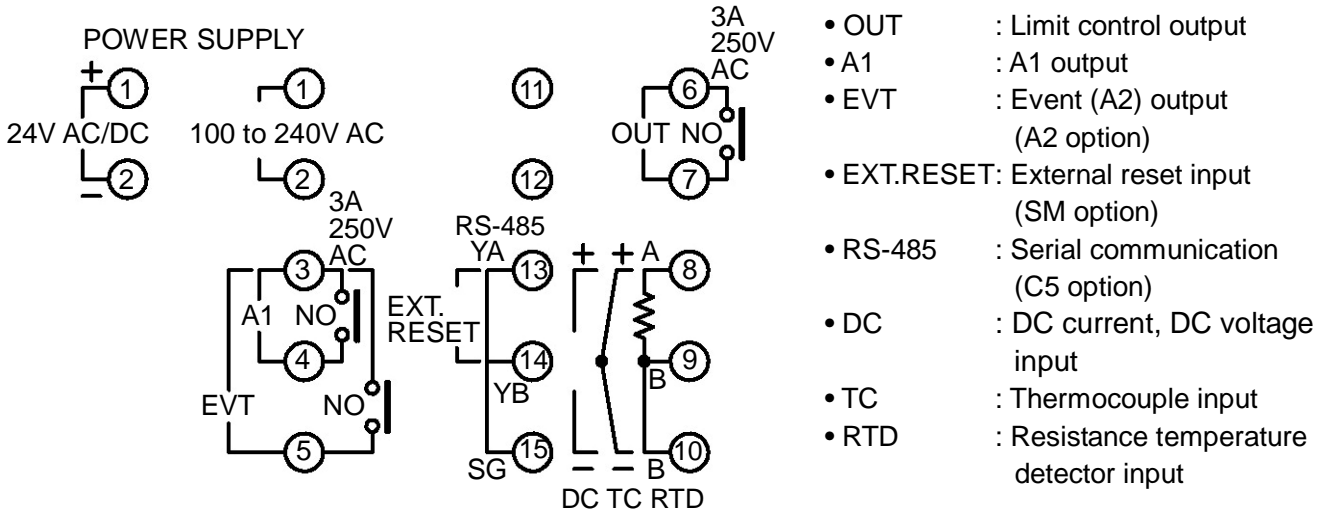 POWER SUPPLY
+ 1 1 11
24V AC/DC 100 to 240V AC
2 2 12
−
3A
250V
AC
6
OUT NO
7
3A
250V
AC
3
A1 NO
4
EVT NO
5
RS-485
YA 13
EXT.
RESET
14
YB
15
SG
+ + A 8
9
B
B 10
− −
DC TC RTD
• OUT : Limit control output
• A1 : A1 output
• EVT : Event (A2) output
(A2 option)
• EXT.RESET: External reset input
(SM option)
• RS-485 : Serial communication
(C5 option)
• DC : DC current, DC voltage
input
• TC : Thermocouple input
• RTD : Resistance temperature
detector input